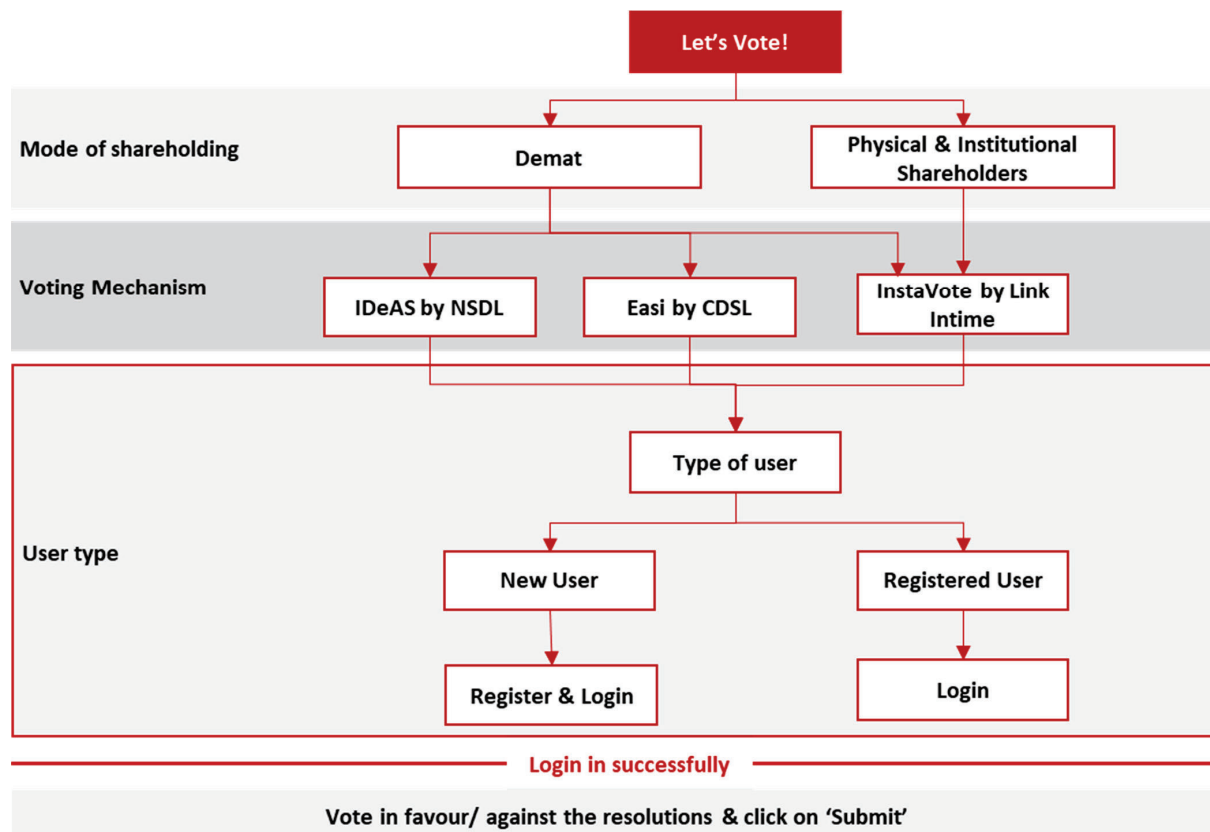 Let's Vote!
Mode of shareholding
Demat
Physical & Institutional
Shareholders
Voting Mechanism
IDeAS by NSDL
Easi by CDSL
InstaVote by Link
Intime
Type of user
User type
New User
Registered User
Register & Login
Login
Login in successfully
Vote in favour/ against the resolutions & click on ‘Submit’